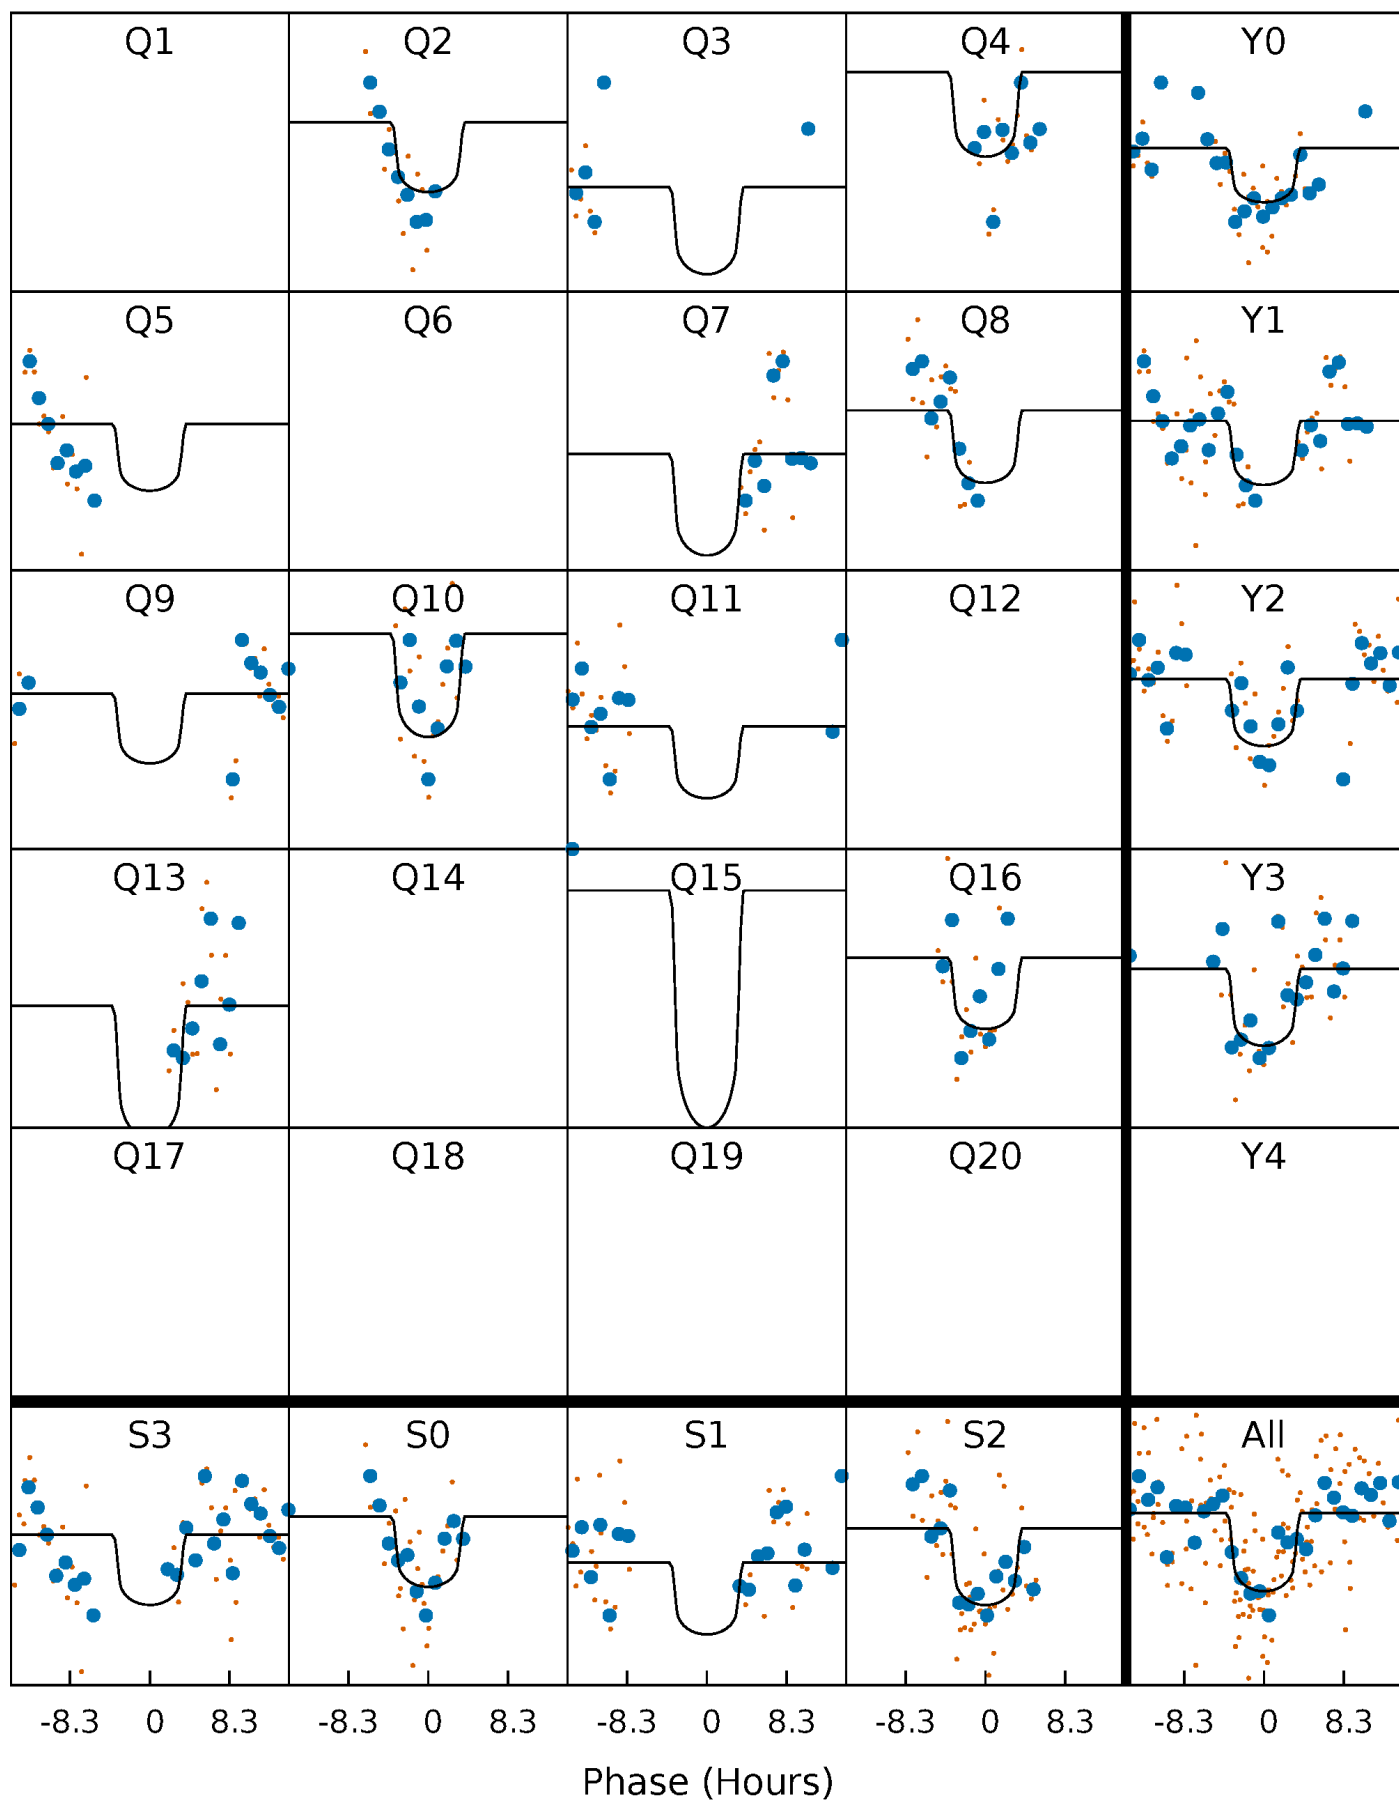 Q1 Q2 Q3 Q4 Y0
Q5 Q6 Q7 Q8 Y1
Q9 Q10 Q11 Q12 Y2
Q13 Q14 Q15 Q16 Y3
Q17 Q18 Q19 Q20 Y4
S3 S0 S1 S2 All
-8.3 0 8.3 -8.3 0 8.3 -8.3 0 8.3 -8.3 0 8.3 -8.3 0 8.3
Phase (Hours)